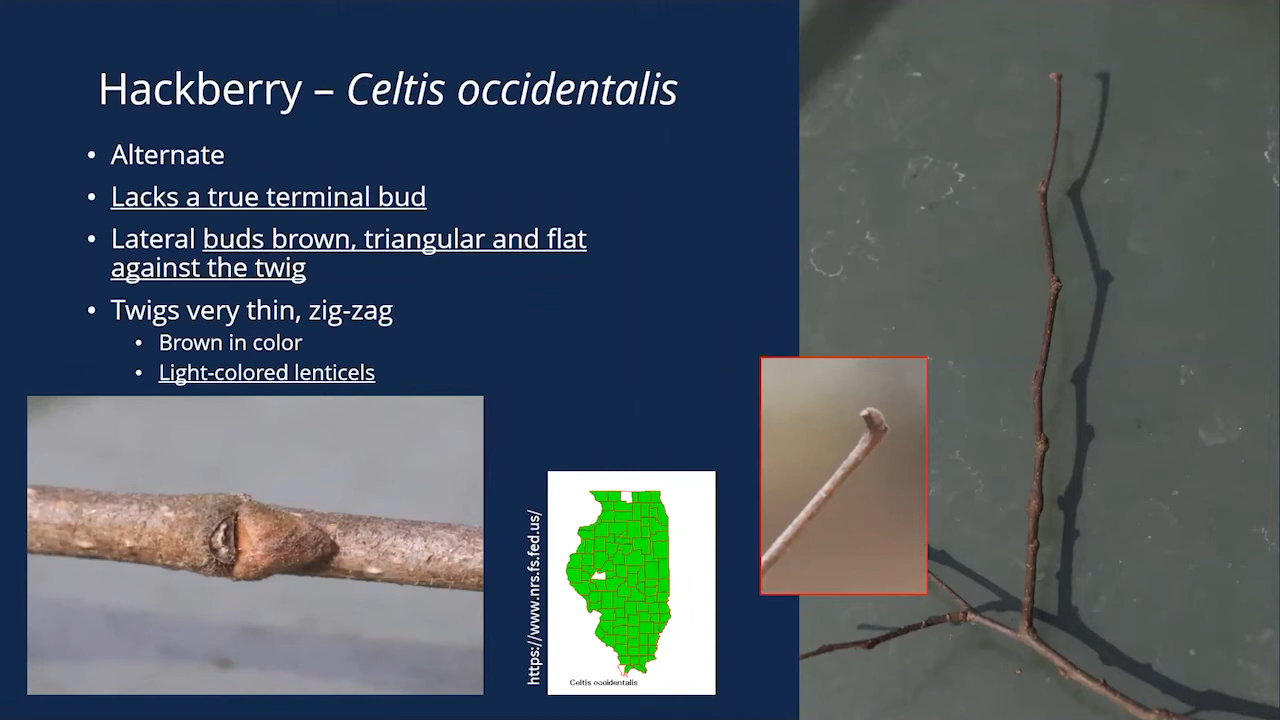 Hackberry – Celtis occidentalis
• Alternate
• Lacks a true terminal bud
• Lateral buds brown, triangular and flat
against the twig
• Twigs very thin, zig-zag
• Brown in color
• Light-colored lenticels
https://www.nrs.fs.fed.us/
Celtis occidentalis